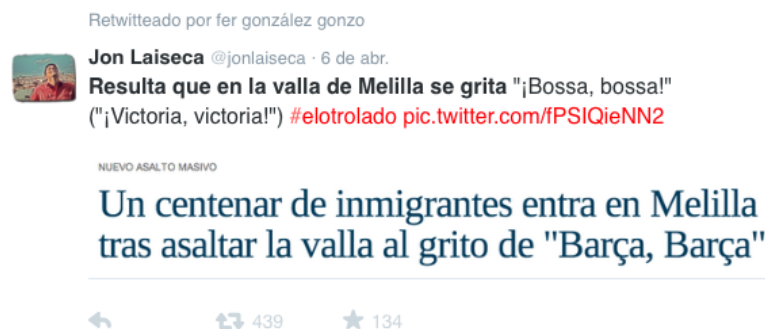 Retwitteado por fer gonzález gonzo
Jon Laiseca @jonlaiseca · 6 de abr.
Resulta que en la valla de Melilla se grita "¡Bossa, bossa!"
("¡Victoria, victoria!") #elotrolado pic.twitter.com/fPSIQieNN2
NUEVO ASALTO MASIVO
Un centenar de inmigrantes entra en Melilla
tras asaltar la valla al grito de "Barça, Barça"
439 134